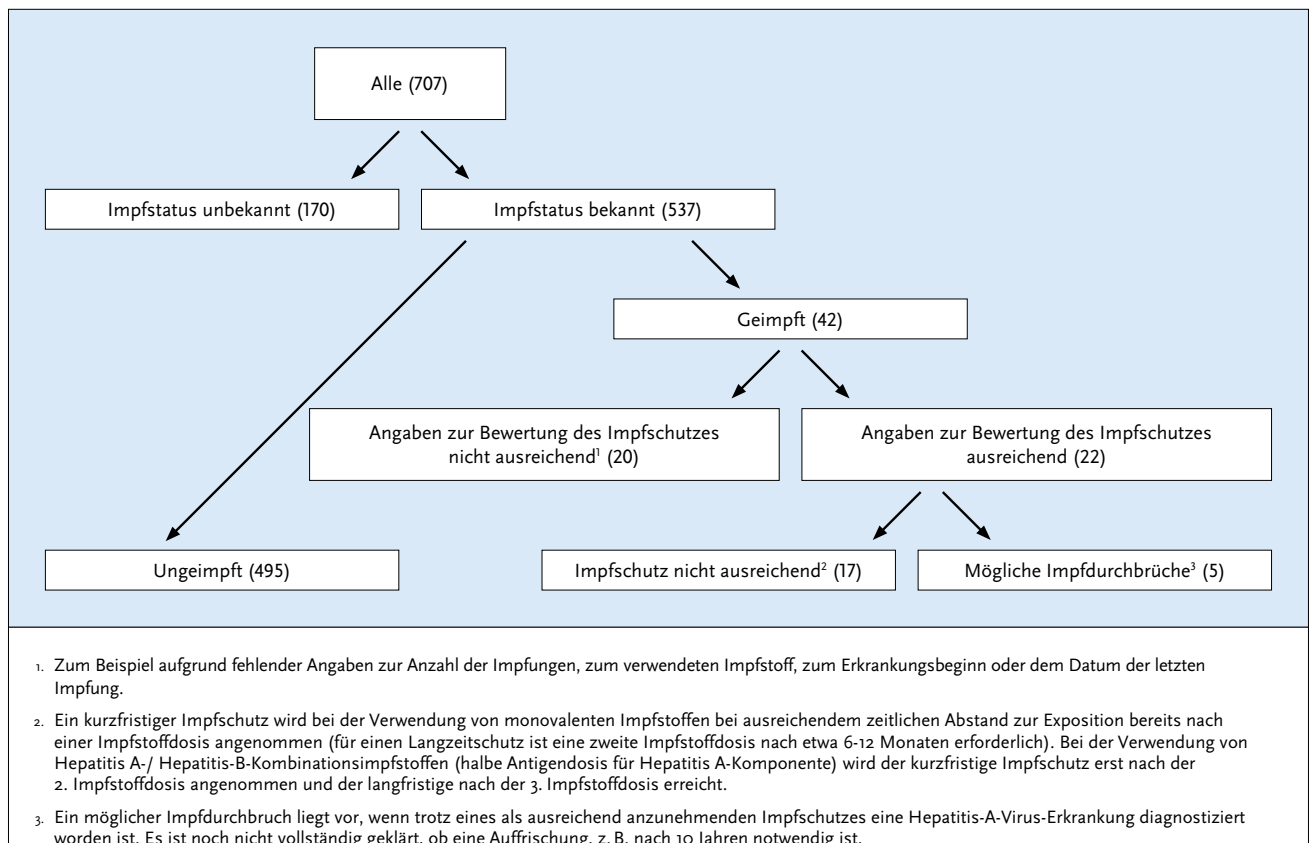 Alle (707)
Impfstatus unbekannt (170)
Impfstatus bekannt (537)
Geimpft (42)
Angaben zur Bewertung des Impfschutzes
nicht ausreichend¹ (20)
Angaben zur Bewertung des Impfschutzes
ausreichend (22)
Ungeimpft (495)
Impfschutz nicht ausreichend² (17)
Mögliche Impfdurchbrüche³ (5)
1. Zum Beispiel aufgrund fehlender Angaben zur Anzahl der Impfungen, zum verwendeten Impfstoff, zum Erkrankungsbeginn oder dem Datum der letzten
Impfung.
2. Ein kurzfristiger Impfschutz wird bei der Verwendung von monovalenten Impfstoffen bei ausreichendem zeitlichen Abstand zur Exposition bereits nach
einer Impfstoffdosis angenommen (für einen Langzeitschutz ist eine zweite Impfstoffdosis nach etwa 6-12 Monaten erforderlich). Bei der Verwendung von
Hepatitis A-/ Hepatitis-B-Kombinationsimpfstoffen (halbe Antigendosis für Hepatitis A-Komponente) wird der kurzfristige Impfschutz erst nach der
2. Impfstoffdosis angenommen und der langfristige nach der 3. Impfstoffdosis erreicht.
3. Ein möglicher Impfdurchbruch liegt vor, wenn trotz eines als ausreichend anzunehmenden Impfschutzes eine Hepatitis-A-Virus-Erkrankung diagnostiziert
worden ist. Es ist noch nicht vollständig geklärt, ob eine Auffrischung, z. B. nach 10 Jahren notwendig ist.